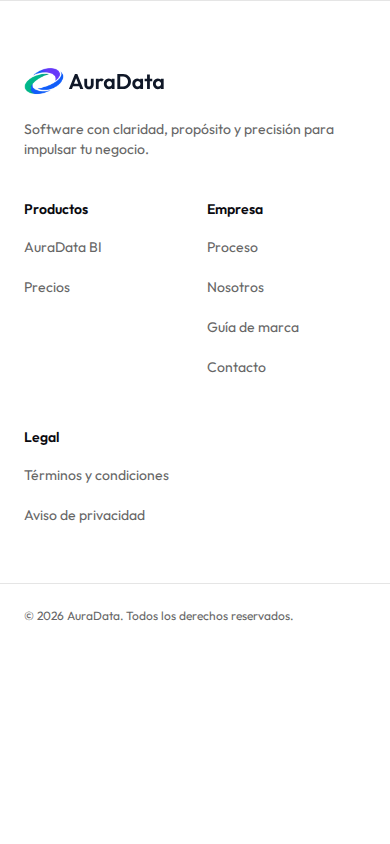 AuraData
Software con claridad, propósito y precisión para
impulsar tu negocio.
Productos
AuraData BI
Precios
Empresa
Proceso
Nosotros
Guía de marca
Contacto
Legal
Términos y condiciones
Aviso de privacidad
© 2026 AuraData. Todos los derechos reservados.